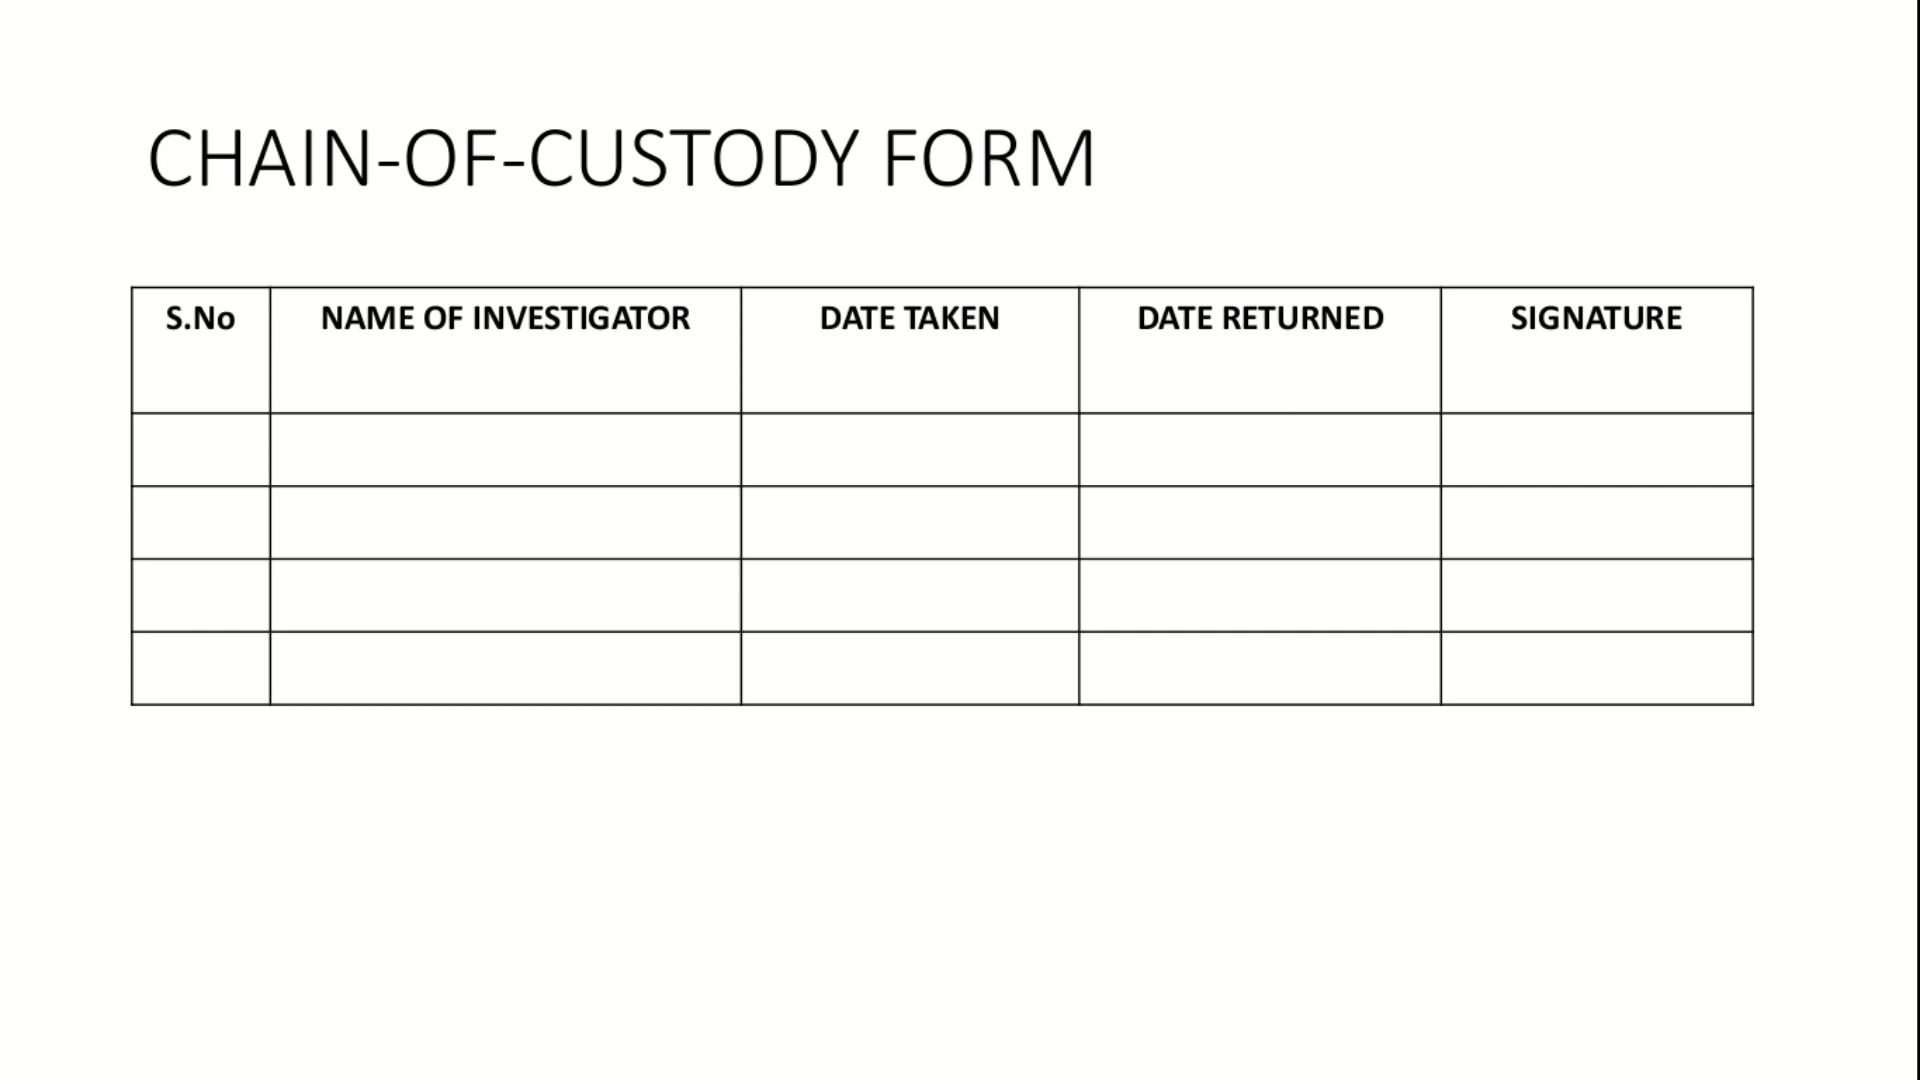 CHAIN-OF-CUSTODY FORM
S.No NAME OF INVESTIGATOR DATE TAKEN DATE RETURNED SIGNATURE